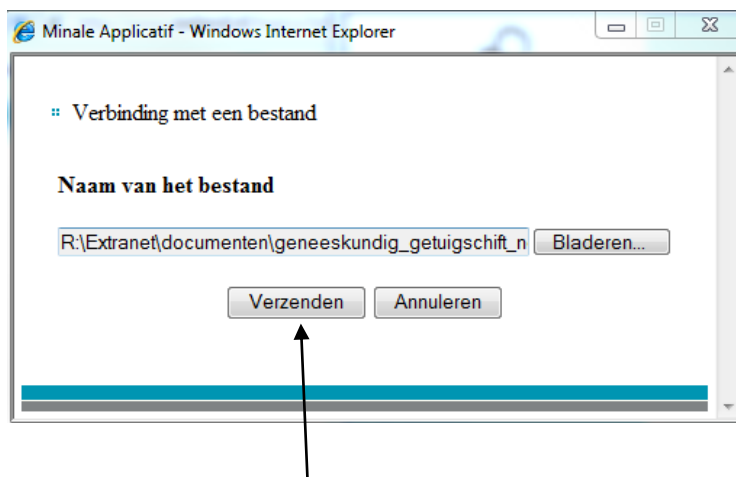 Minale Applicatif - Windows Internet Explorer
Verbinding met een bestand
Naam van het bestand
R:\Extranet\documenten\geneeskundig_getuigschift_n Bladeren...
Verzenden Annuleren